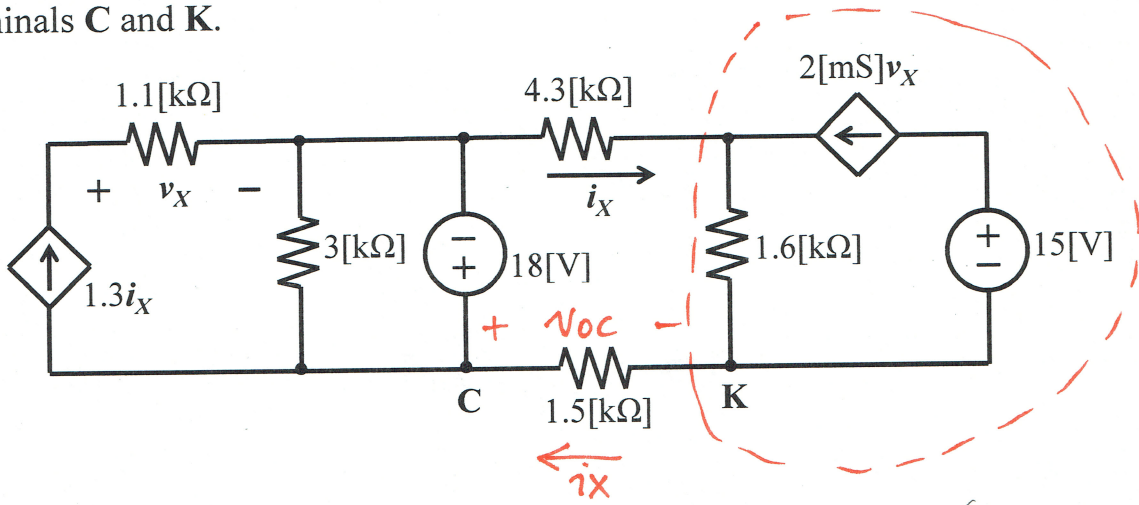 inals C and K.
2[mS]vX
1.1[kΩ]
4.3[kΩ]
+ vX −
iX
3[kΩ]
− +
18[V]
1.6[kΩ]
+ −
15[V]
1.3iX
+ voc −
C
1.5[kΩ]
K
iX